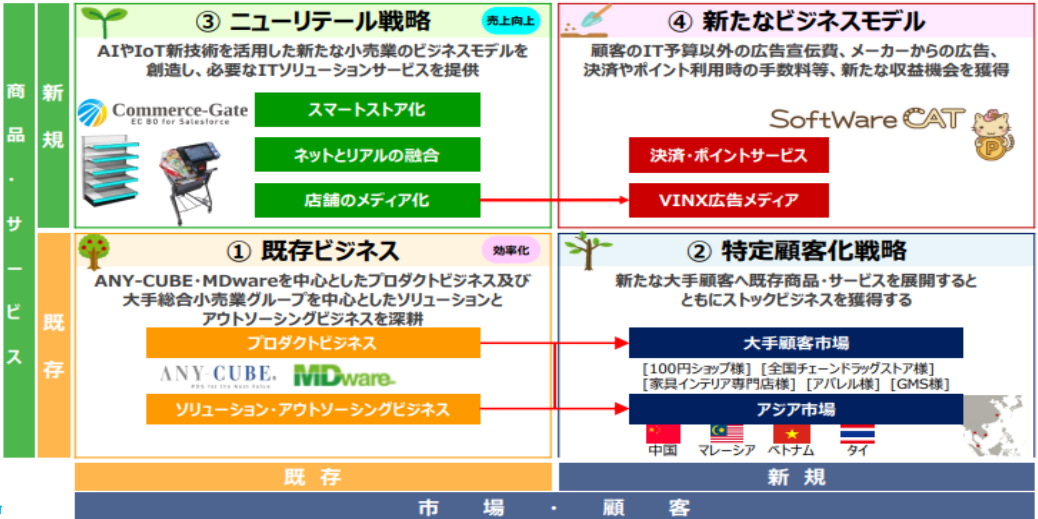 ③ ニューリテール戦略
売上向上
AIやIoT新技術を活用した新たな小売業のビジネスモデルを
創造し、必要なITソリューションサービスを提供
Commerce-Gate
EC BO for Salesforce
スマートストア化
ネットとリアルの融合
店舗のメディア化
④ 新たなビジネスモデル
顧客のIT予算以外の広告宣伝費、メーカーからの広告、
決済やポイント利用時の手数料等、新たな収益機会を獲得
SoftWare CAT
P
決済・ポイントサービス
VINX広告メディア
① 既存ビジネス
効率化
ANY-CUBE・MDwareを中心としたプロダクトビジネス及び
大手総合小売業グループを中心としたソリューションと
アウトソーシングビジネスを深耕
プロダクトビジネス
ANY-CUBE.
POS for the Next Value
MDware
ソリューション・アウトソーシングビジネス
② 特定顧客化戦略
新たな大手顧客へ既存商品・サービスを展開すると
ともにストックビジネスを獲得する
大手顧客市場
[100円ショップ様] [全国チェーンドラッグストア様]
[家具インテリア専門店様] [アパレル様] [GMS様]
アジア市場
中国 マレーシア ベトナム タイ
商品・サービス
新規
既存
既存
新規
市場・顧客